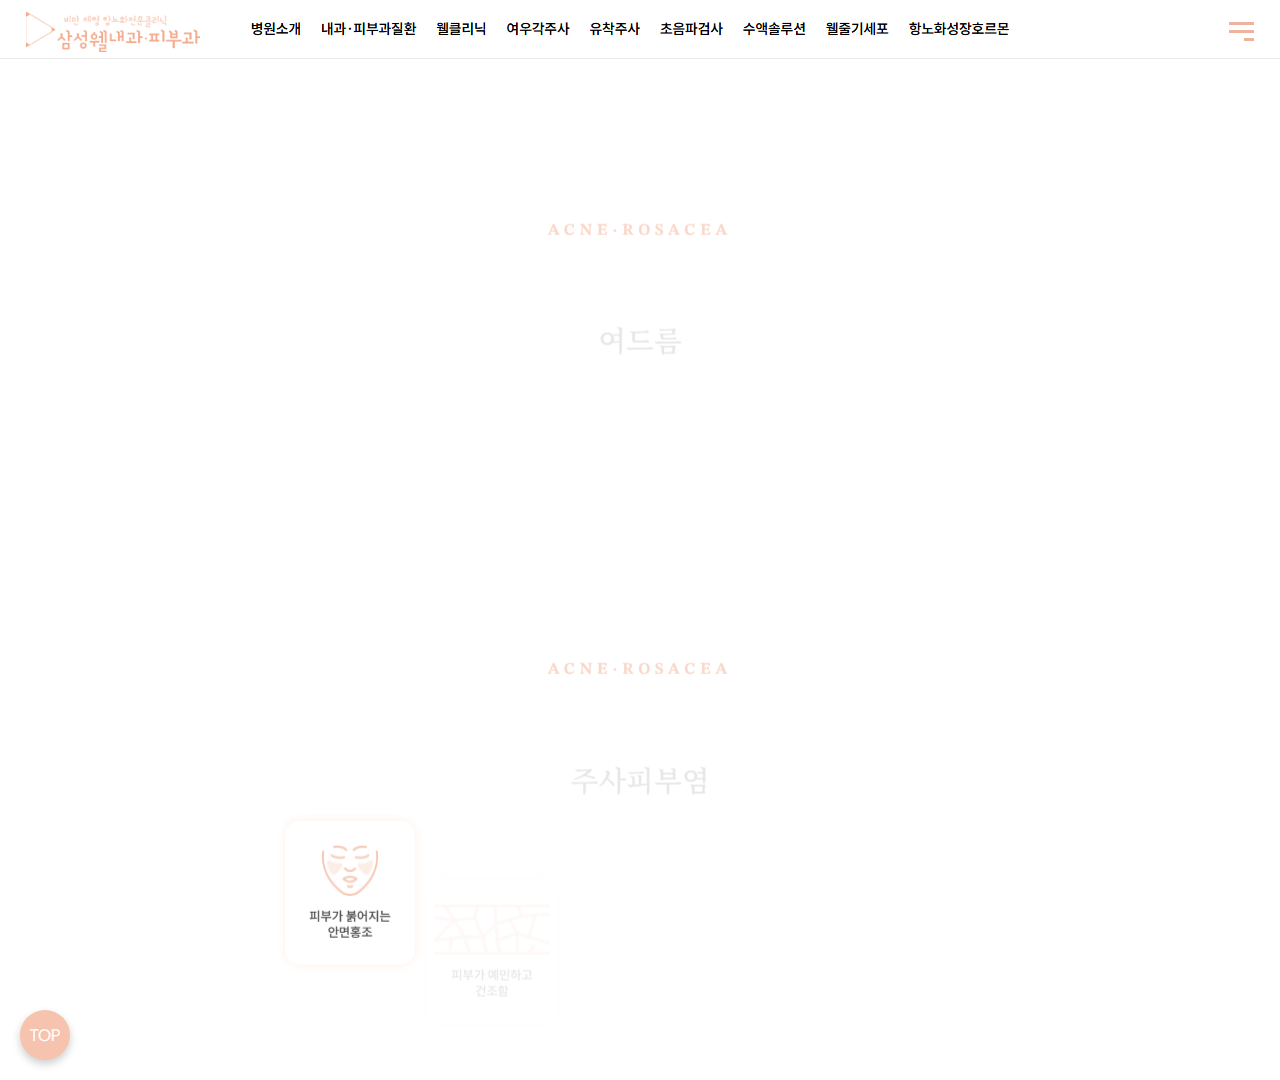 비만 체형 항노화전문클리닉
삼성웰내과·피부과
병원소개 내과·피부과질환 웰클리닉 여우각주사 유착주사 초음파검사 수액솔루션 웰줄기세포 항노화성장호르몬
ACNE·ROSACEA
여드름
ACNE·ROSACEA
주사피부염
피부가 붉어지는
안면홍조
피부가 예민하고
건조함
TOP